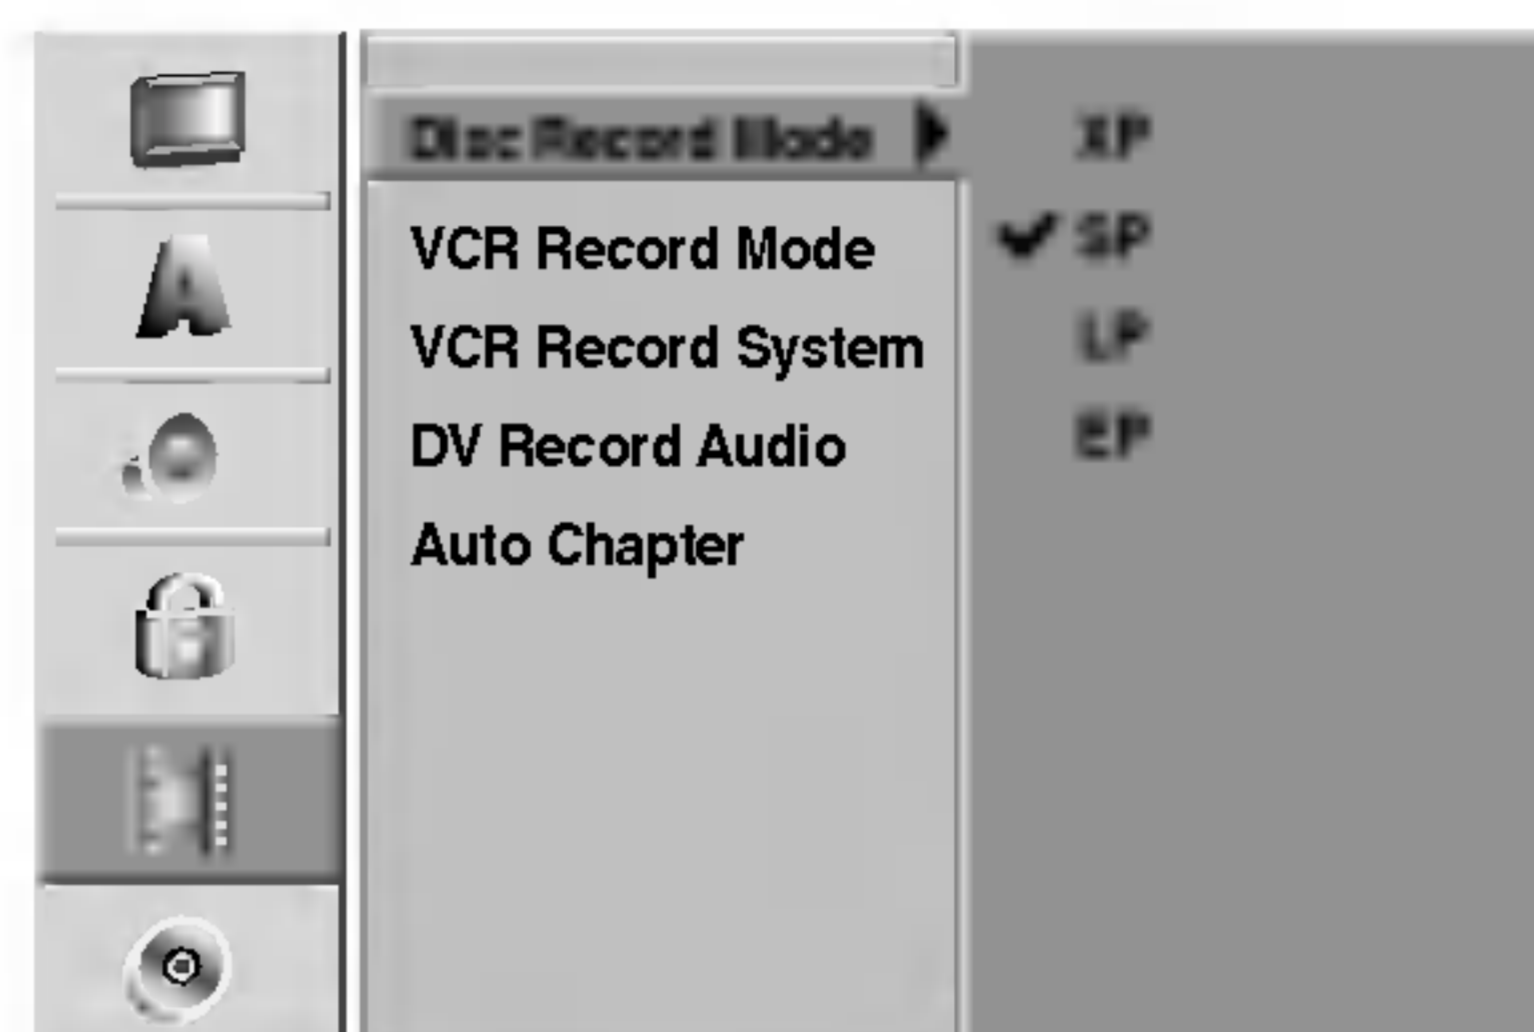 Disc Record Mode
VCR Record Mode
VCR Record System
DV Record Audio
Auto Chapter
XP
SP
LP
EP